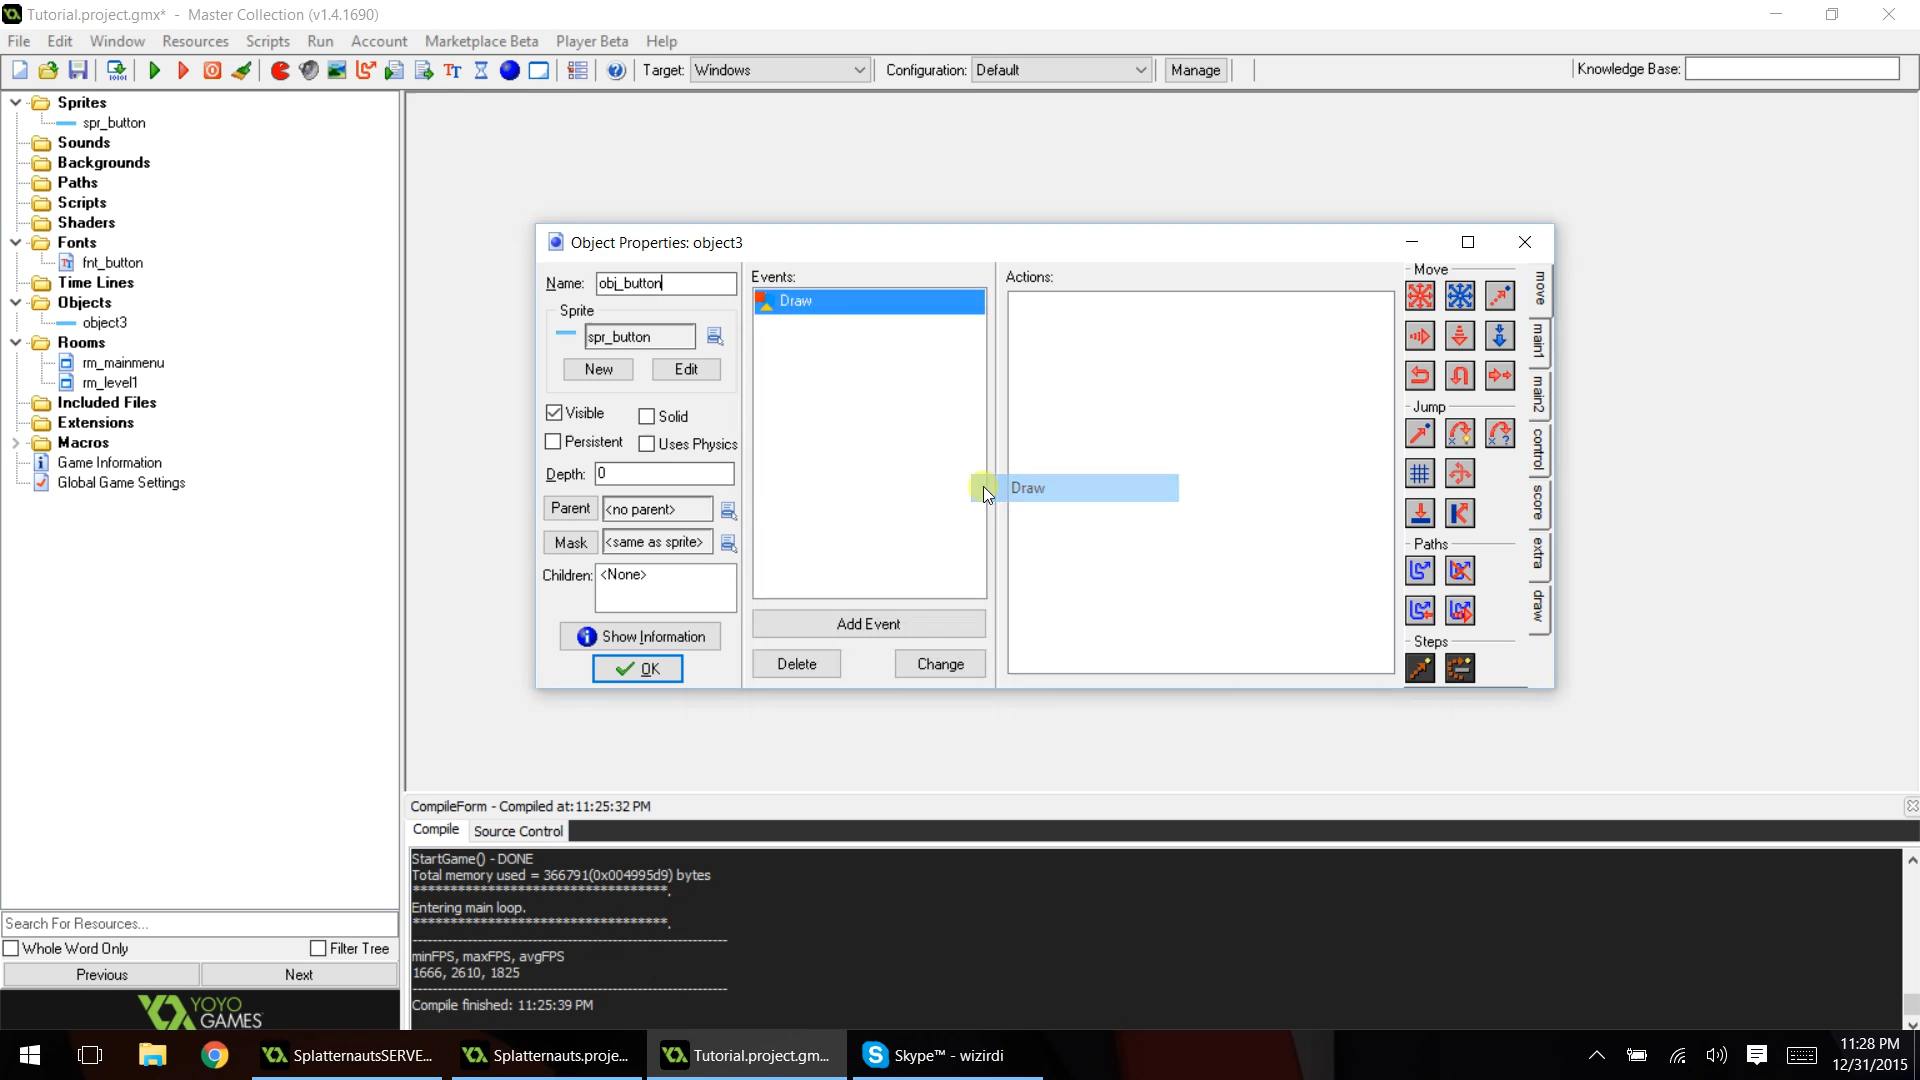 Tutorial.project.gmx* - Master Collection (v1.4.1690)
File Edit Window Resources Scripts Run Account Marketplace Beta Player Beta Help
Target: Windows Configuration: Default Manage Knowledge Base:
Sprites
spr_button
Sounds
Backgrounds
Paths
Scripts
Shaders
Fonts
fnt_button
Time Lines
Objects
object3
Rooms
rm_mainmenu
rm_level1
Included Files
Extensions
Macros
Game Information
Global Game Settings
Search For Resources...
Whole Word Only Filter Tree
Previous Next
YOYO
GAMES
Object Properties: object3
Name: obj_button
Sprite
spr_button
New Edit
Visible Solid
Persistent Uses Physics
Depth: 0
Parent <no parent>
Mask <same as sprite>
Children: <None>
Show Information
OK
Events:
Draw
Add Event
Delete Change
Actions:
Draw
Move
Jump
Paths
Steps
move
main1
main2
control
score
extra
draw
CompileForm - Compiled at: 11:25:32 PM
Compile Source Control
StartGame() - DONE
Total memory used = 366791(0x004995d9) bytes
**********************************.
Entering main loop.
**********************************.
----------------------------------------------------------------
minFPS, maxFPS, avgFPS
1666, 2610, 1825
----------------------------------------------------------------
Compile finished: 11:25:39 PM
SplatternautsSERVE... Splatternauts.proje... Tutorial.project.gm... Skype™ - wizirdi
11:28 PM
12/31/2015